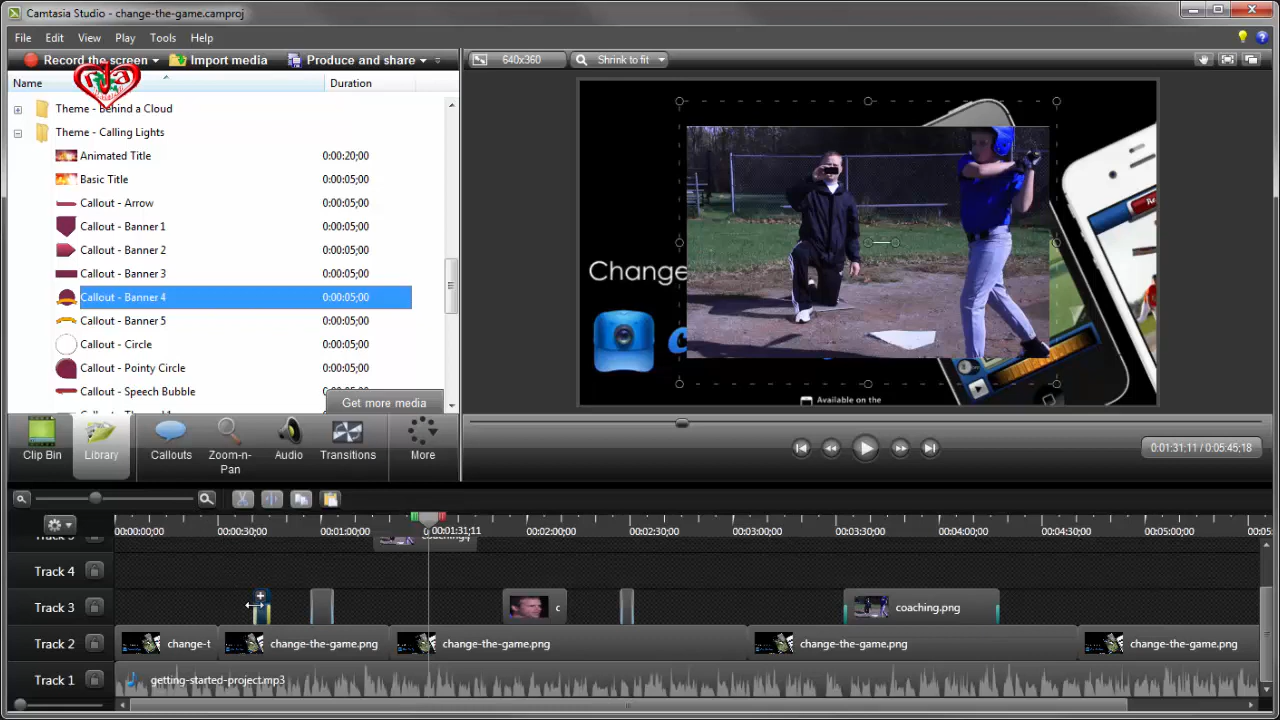 Camtasia Studio - change-the-game.camproj
File Edit View Play Tools Help
Record the screen Import media Produce and share
640x360 Shrink to fit
Name Duration
Theme - Behind a Cloud
Theme - Calling Lights
Animated Title 0:00:20;00
Basic Title 0:00:05;00
Callout - Arrow 0:00:05;00
Callout - Banner 1 0:00:05;00
Callout - Banner 2 0:00:05;00
Callout - Banner 3 0:00:05;00
Callout - Banner 4 0:00:05;00
Callout - Banner 5 0:00:05;00
Callout - Circle 0:00:05;00
Callout - Pointy Circle 0:00:05;00
Callout - Speech Bubble 0:00:05;00
Get more media
Change
Available on the
Clip Bin Library Callouts Zoom-n-Pan Audio Transitions More
0:01:31;11 / 0:05:45;18
00:00:00;00 00:00:30;00 00:01:00;00 00:01:31;11 00:02:00;00 00:02:30;00 00:03:00;00 00:03:30;00 00:04:00;00 00:04:30;00 00:05:00;00
Track 4
Track 3 c coaching.png
Track 2 change-t change-the-game.png change-the-game.png change-the-game.png change-the-game.png
Track 1 getting-started-project.mp3